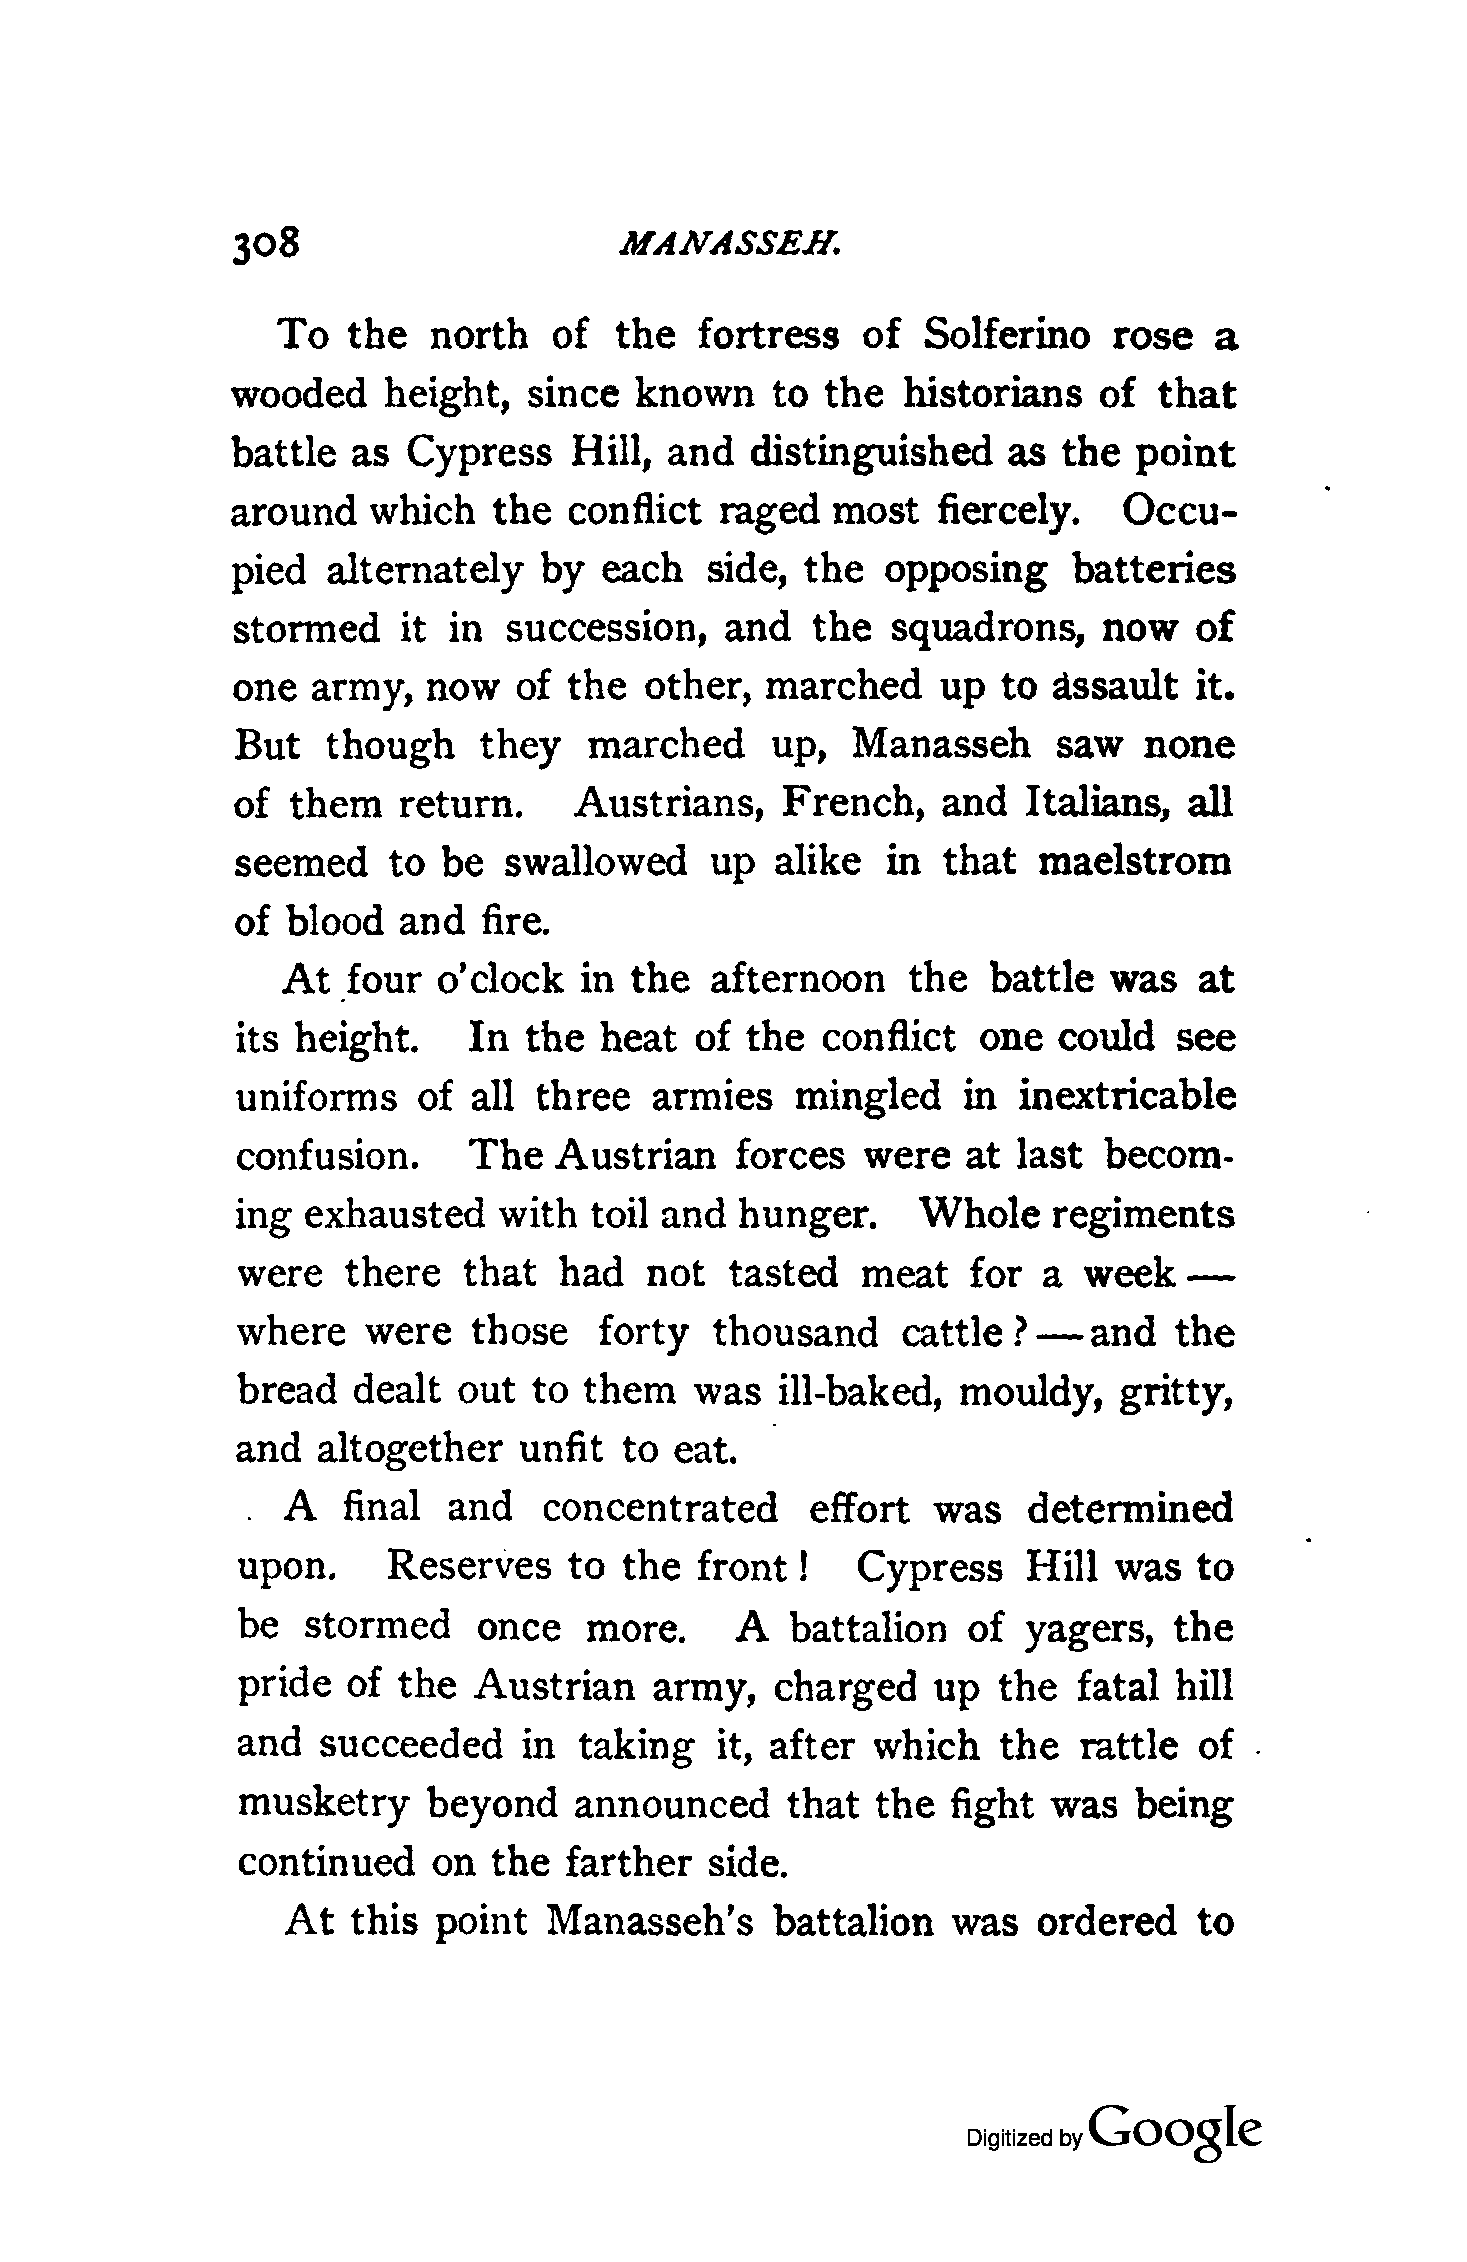 308 MANASSEH.
To the north of the fortress of Solferino rose a
wooded height, since known to the historians of that
battle as Cypress Hill, and distinguished as the point
around which the conflict raged most fiercely. Occu-
pied alternately by each side, the opposing batteries
stormed it in succession, and the squadrons, now of
one army, now of the other, marched up to assault it.
But though they marched up, Manasseh saw none
of them return. Austrians, French, and Italians, all
seemed to be swallowed up alike in that maelstrom
of blood and fire.
At four o'clock in the afternoon the battle was at
its height. In the heat of the conflict one could see
uniforms of all three armies mingled in inextricable
confusion. The Austrian forces were at last becom-
ing exhausted with toil and hunger. Whole regiments
were there that had not tasted meat for a week —
where were those forty thousand cattle? — and the
bread dealt out to them was ill-baked, mouldy, gritty,
and altogether unfit to eat.
A final and concentrated effort was determined
upon. Reserves to the front! Cypress Hill was to
be stormed once more. A battalion of yagers, the
pride of the Austrian army, charged up the fatal hill
and succeeded in taking it, after which the rattle of
musketry beyond announced that the fight was being
continued on the farther side.
At this point Manasseh's battalion was ordered to
Digitized by Google